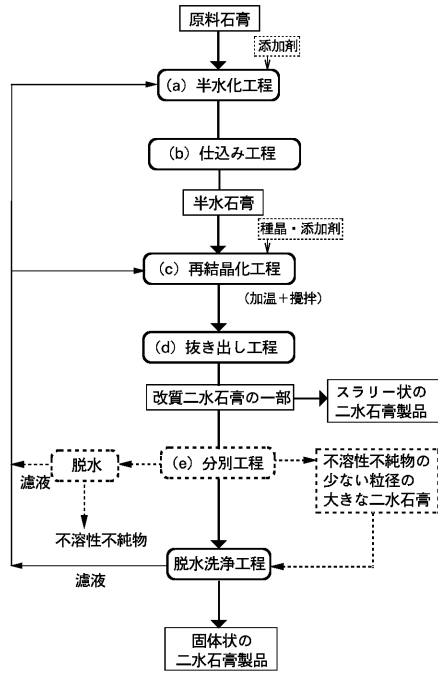 原料石膏
添加剤
（a）半水化工程
（b）仕込み工程
半水石膏
種晶・添加剤
（c）再結晶化工程
（加温＋攪拌）
（d）抜き出し工程
改質二水石膏の一部
スラリー状の
二水石膏製品
脱水
（e）分別工程
不溶性不純物の
少ない粒径の
大きな二水石膏
濾液
不溶性不純物
脱水洗浄工程
濾液
固体状の
二水石膏製品